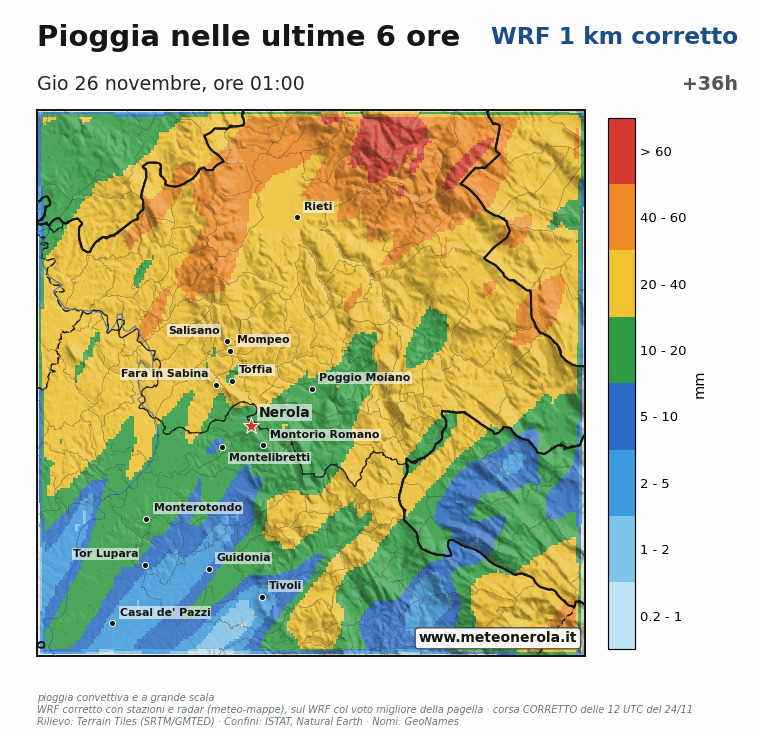 Pioggia nelle ultime 6 ore
WRF 1 km corretto
Gio 26 novembre, ore 01:00
+36h
Rieti
Salisano
Mompeo
Fara in Sabina
Toffia
Poggio Moiano
Nerola
Montorio Romano
Montelibretti
Monterotondo
Tor Lupara
Guidonia
Tivoli
Casal de' Pazzi
www.meteonerola.it
> 60
40 - 60
20 - 40
10 - 20
5 - 10
2 - 5
1 - 2
0.2 - 1
mm
pioggia convettiva e a grande scala
WRF corretto con stazioni e radar (meteo-mappe), sul WRF col voto migliore della pagella · corsa CORRETTO delle 12 UTC del 24/11
Rilievo: Terrain Tiles (SRTM/GMTED) · Confini: ISTAT, Natural Earth · Nomi: GeoNames